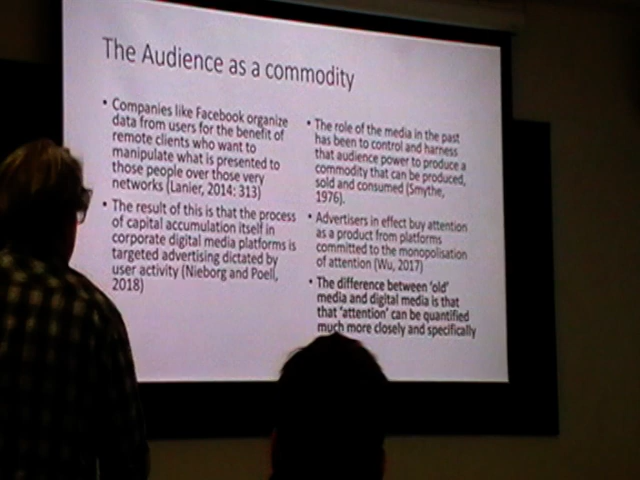 The Audience as a commodity
• Companies like Facebook organize
data from users for the benefit of
remote clients who want to
manipulate what is presented to
those people over those very
networks (Lanier, 2014: 313)
• The result of this is that the process
of capital accumulation itself in
corporate digital media platforms is
targeted advertising dictated by
user activity (Nieborg and Poell,
2018)
• The role of the media in the past
has been to control and harness
that audience power to produce a
commodity that can be produced,
sold and consumed (Smythe,
1976).
• Advertisers in effect buy attention
as a product from platforms
committed to the monopolisation
of attention (Wu, 2017)
• The difference between ‘old’
media and digital media is that
that ‘attention’ can be quantified
much more closely and specifically